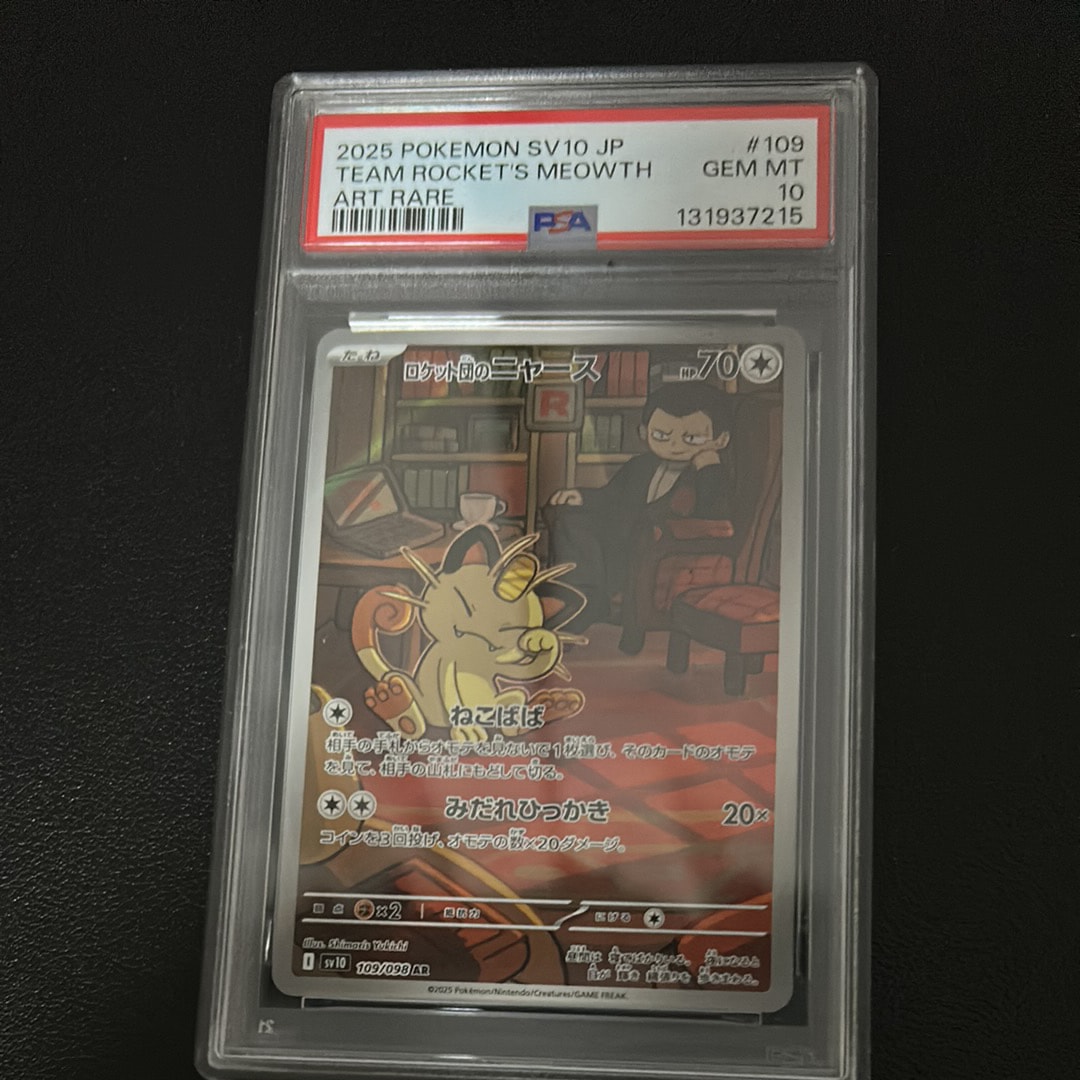 2025 POKEMON SV10 JP #109
TEAM ROCKET'S MEOWTH GEM MT
ART RARE 10
PSA 131937215
たね ロケット団のニャース HP 70
R
ねこばば
相手の手札からオモテを見ないで1枚選び、そのカードのオモテ
を見て、相手の山札にもどして切る。
みだれひっかき 20×
コインを3回投げ、オモテの数×20ダメージ。
弱点 ×2 抵抗力 にげる
Illus. Shimaris Yukichi
I sv10 109/098 AR
©2025 Pokémon/Nintendo/Creatures/GAME FREAK.